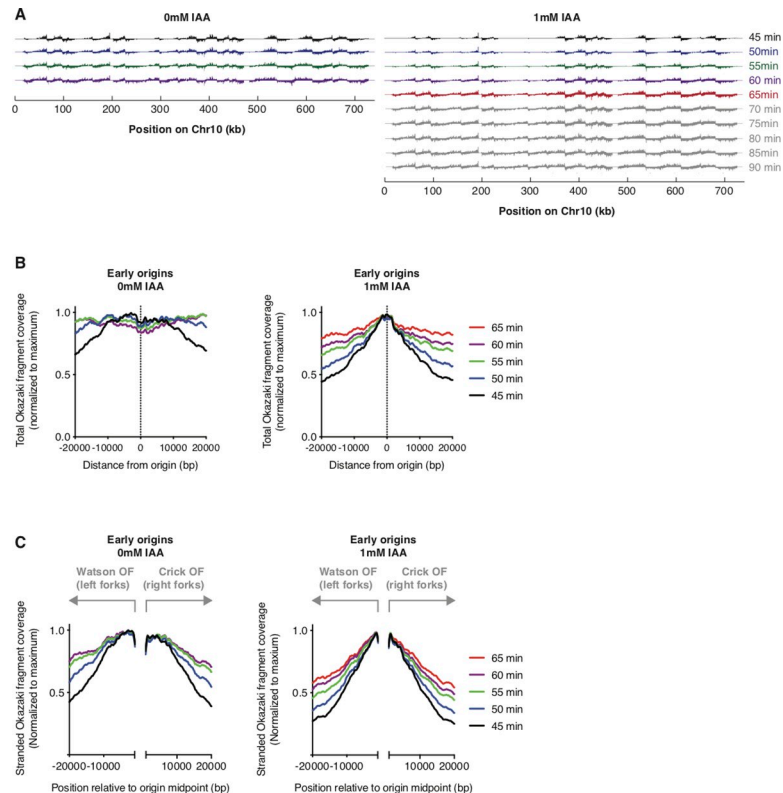 A
0mM IAA
1mM IAA
45 min
50min
55min
60 min
65min
70 min
75min
80 min
85min
90 min
0 100 200 300 400 500 600 700
Position on Chr10 (kb)
0 100 200 300 400 500 600 700
Position on Chr10 (kb)
B
Early origins
0mM IAA
Total Okazaki fragment coverage
(normalized to maximum)
1.0
0.5
0.0
-20000 -10000 0 10000 20000
Distance from origin (bp)
Early origins
1mM IAA
Total Okazaki fragment coverage
(normalized to maximum)
1.0
0.5
0.0
-20000 -10000 0 10000 20000
Distance from origin (bp)
65 min
60 min
55 min
50 min
45 min
C
Early origins
0mM IAA
Watson OF
(left forks)
Crick OF
(right forks)
Stranded Okazaki fragment coverage
(Normalized to maximum)
1.0
0.5
-20000 -10000 10000 20000
Position relative to origin midpoint (bp)
Early origins
1mM IAA
Watson OF
(left forks)
Crick OF
(right forks)
Stranded Okazaki fragment coverage
(Normalized to maxium)
1.0
0.5
-20000 -10000 10000 20000
Position relative to origin midpoint (bp)
65 min
60 min
55 min
50 min
45 min